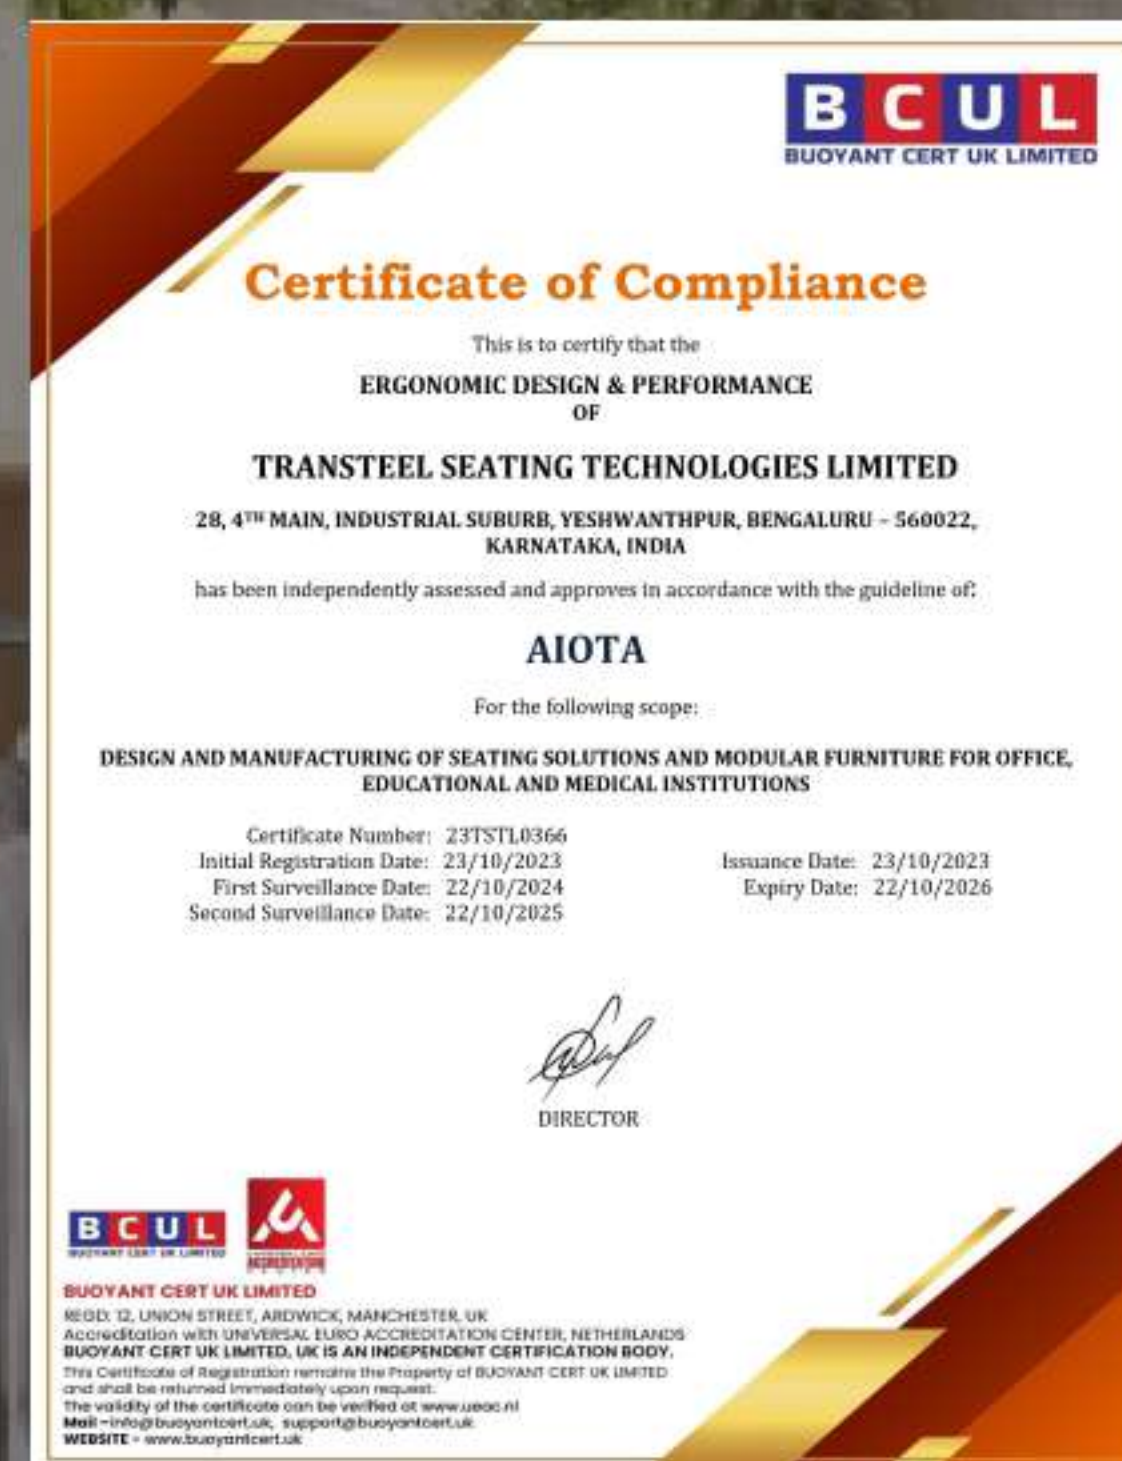 BCUL
BUOYANT CERT UK LIMITED
Certificate of Compliance
This is to certify that the
ERGONOMIC DESIGN & PERFORMANCE
OF
TRANSTEEL SEATING TECHNOLOGIES LIMITED
28, 4TH MAIN, INDUSTRIAL SUBURB, YESHWANTHPUR, BENGALURU – 560022,
KARNATAKA, INDIA
has been independently assessed and approves in accordance with the guideline of:
AIOTA
For the following scope:
DESIGN AND MANUFACTURING OF SEATING SOLUTIONS AND MODULAR FURNITURE FOR OFFICE,
EDUCATIONAL AND MEDICAL INSTITUTIONS
Certificate Number: 23TSTL0366
Initial Registration Date: 23/10/2023 Issuance Date: 23/10/2023
First Surveillance Date: 22/10/2024 Expiry Date: 22/10/2026
Second Surveillance Date: 22/10/2025
DIRECTOR
BCUL
BUOYANT CERT UK LIMITED
ACCREDITATION
BUOYANT CERT UK LIMITED
REGD: 12, UNION STREET, ARDWICK, MANCHESTER, UK
Accreditation with UNIVERSAL EURO ACCREDITATION CENTER, NETHERLANDS
BUOYANT CERT UK LIMITED, UK IS AN INDEPENDENT CERTIFICATION BODY.
This Certificate of Registration remains the Property of BUOYANT CERT UK LIMITED
and shall be returned immediately upon request.
The validity of the certificate can be verified at www.ueac.nl
Mail –info@buoyantcert.uk, support@buoyantcert.uk
WEBSITE – www.buoyantcert.uk